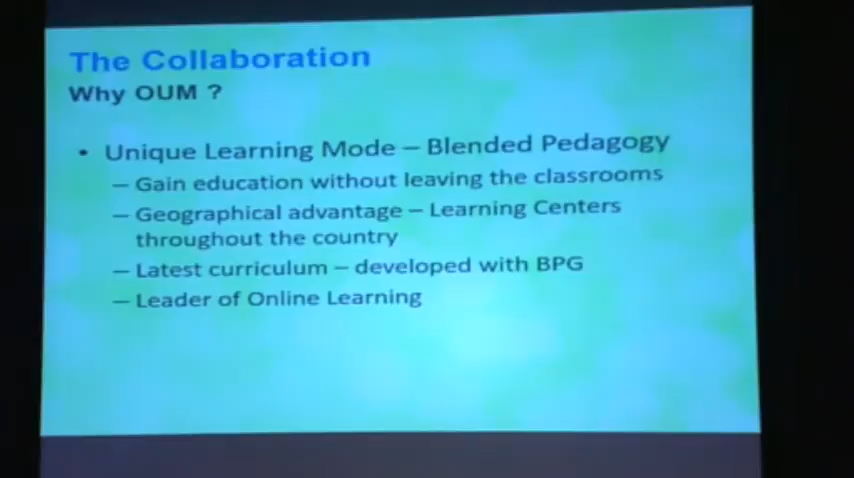 The Collaboration
Why OUM ?
• Unique Learning Mode – Blended Pedagogy
– Gain education without leaving the classrooms
– Geographical advantage – Learning Centers
throughout the country
– Latest curriculum – developed with BPG
– Leader of Online Learning